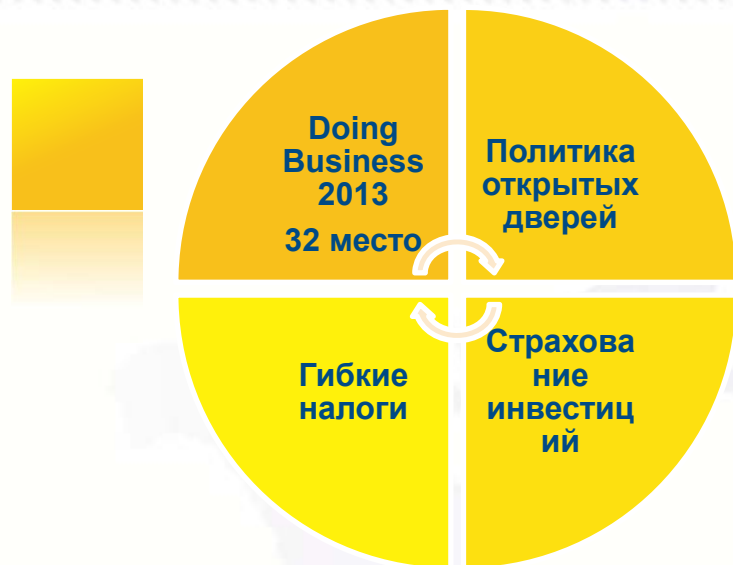 Doing
Business
2013
32 место
Политика
открытых
дверей
Гибкие
налоги
Страхова
ние
инвестиц
ий